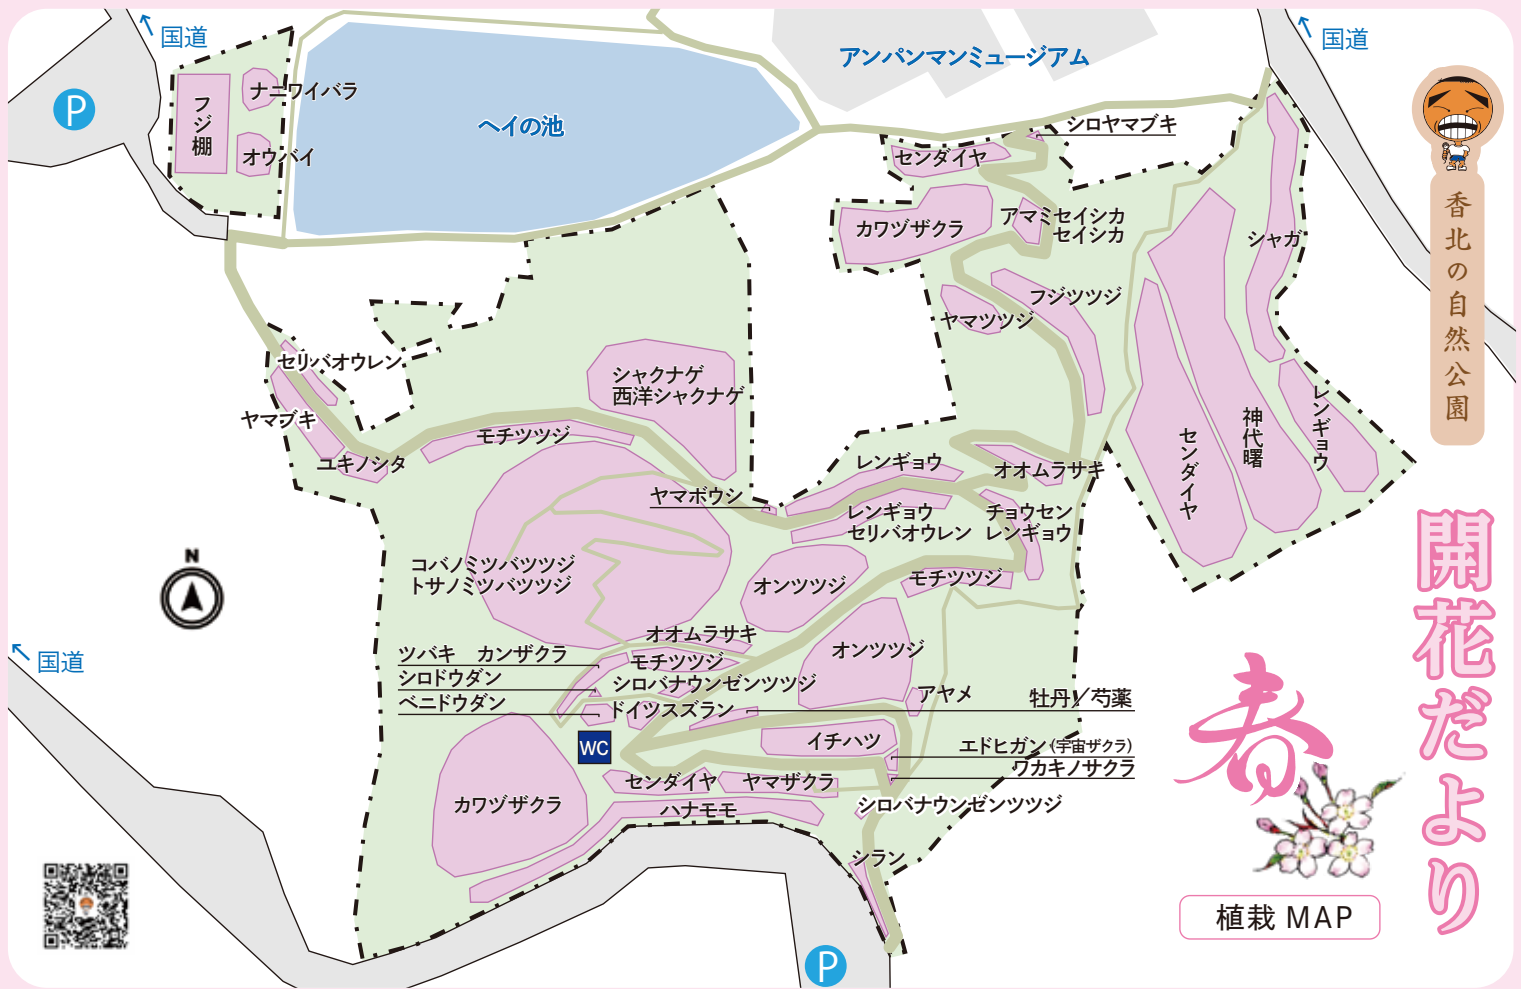 国道
国道
国道
P
P
アンパンマンミュージアム
ヘイの池
フジ棚
ナニワイバラ
オウバイ
シロヤマブキ
センダイヤ
カワヅザクラ
アマミセイシカ
セイシカ
シャガ
フジツツジ
ヤマツツジ
セリバオウレン
ヤマブキ
ユキノシタ
モチツツジ
シャクナゲ
西洋シャクナゲ
ヤマボウシ
レンギョウ
オオムラサキ
レンギョウ
セリバオウレン
チョウセン
レンギョウ
センダイヤ
神代曙
レンギョウ
コバノミツバツツジ
トサノミツバツツジ
オンツツジ
モチツツジ
オオムラサキ
モチツツジ
シロバナウンゼンツツジ
オンツツジ
ツバキ カンザクラ
シロドウダン
ベニドウダン
ドイツスズラン
アヤメ
牡丹／芍薬
イチハツ
エドヒガン(宇宙ザクラ)
ワカキノサクラ
WC
センダイヤ
ヤマザクラ
カワヅザクラ
ハナモモ
シロバナウンゼンツツジ
シラン
N
香北の自然公園
開花だより
春
植栽 MAP